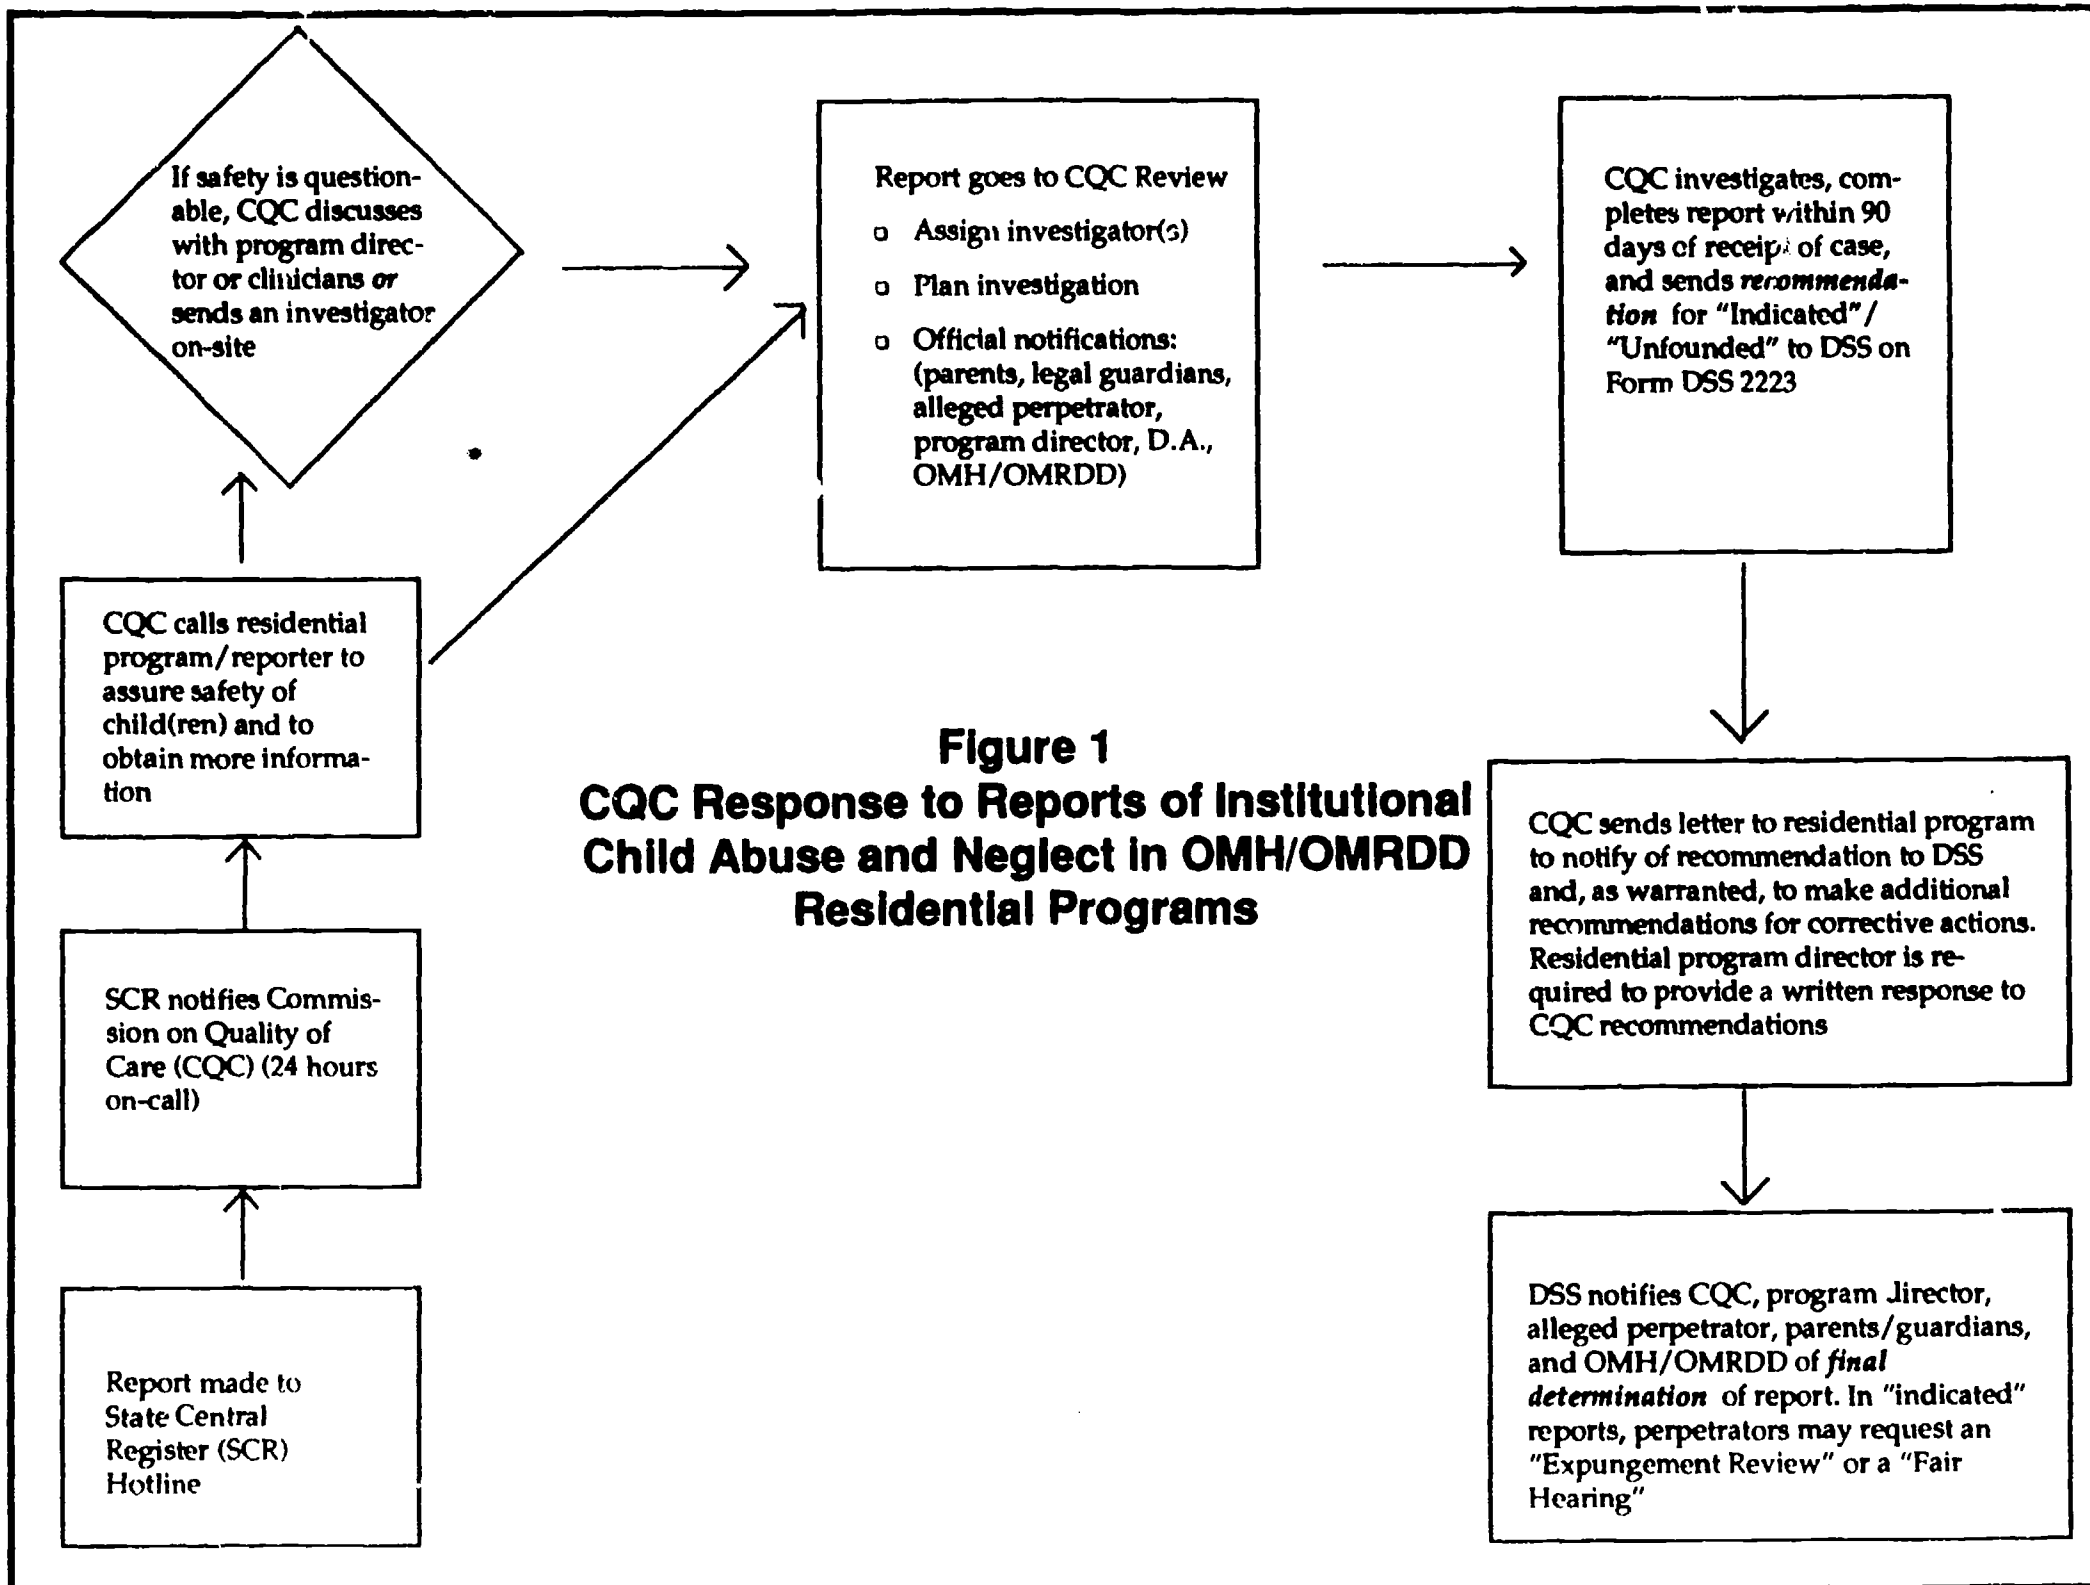 If safety is question-
able, CQC discusses
with program direc-
tor or clinicians or
sends an investigator
on-site
Report goes to CQC Review
▫ Assign investigator(s)
▫ Plan investigation
▫ Official notifications:
(parents, legal guardians,
alleged perpetrator,
program director, D.A.,
OMH/OMRDD)
CQC investigates, com-
pletes report within 90
days of receipt of case,
and sends recommenda-
tion for "Indicated"/
"Unfounded" to DSS on
Form DSS 2223
CQC calls residential
program/reporter to
assure safety of
child(ren) and to
obtain more informa-
tion
Figure 1
CQC Response to Reports of Institutional
Child Abuse and Neglect in OMH/OMRDD
Residential Programs
CQC sends letter to residential program
to notify of recommendation to DSS
and, as warranted, to make additional
recommendations for corrective actions.
Residential program director is re-
quired to provide a written response to
CQC recommendations
SCR notifies Commis-
sion on Quality of
Care (CQC) (24 hours
on-call)
Report made to
State Central
Register (SCR)
Hotline
DSS notifies CQC, program director,
alleged perpetrator, parents/guardians,
and OMH/OMRDD of final
determination of report. In "indicated"
reports, perpetrators may request an
"Expungement Review" or a "Fair
Hearing"